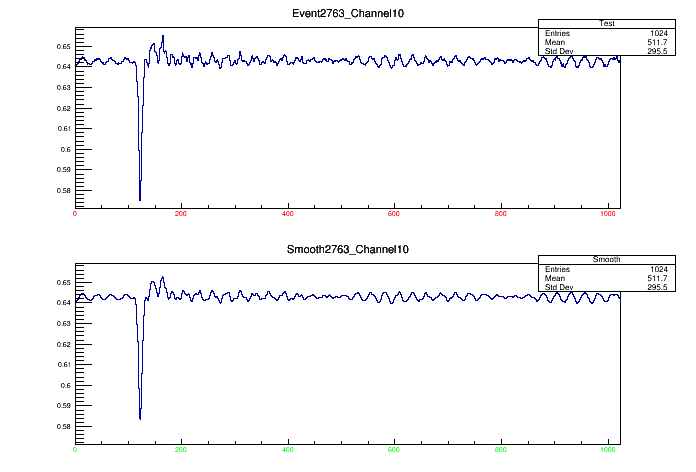 Event2763_Channel10
Test
Entries 1024
Mean 511.7
Std Dev 295.5
0.65
0.64
0.63
0.62
0.61
0.6
0.59
0.58
0 200 400 600 800 1000
Smooth2763_Channel10
Smooth
Entries 1024
Mean 511.7
Std Dev 295.5
0.65
0.64
0.63
0.62
0.61
0.6
0.59
0.58
0 200 400 600 800 1000